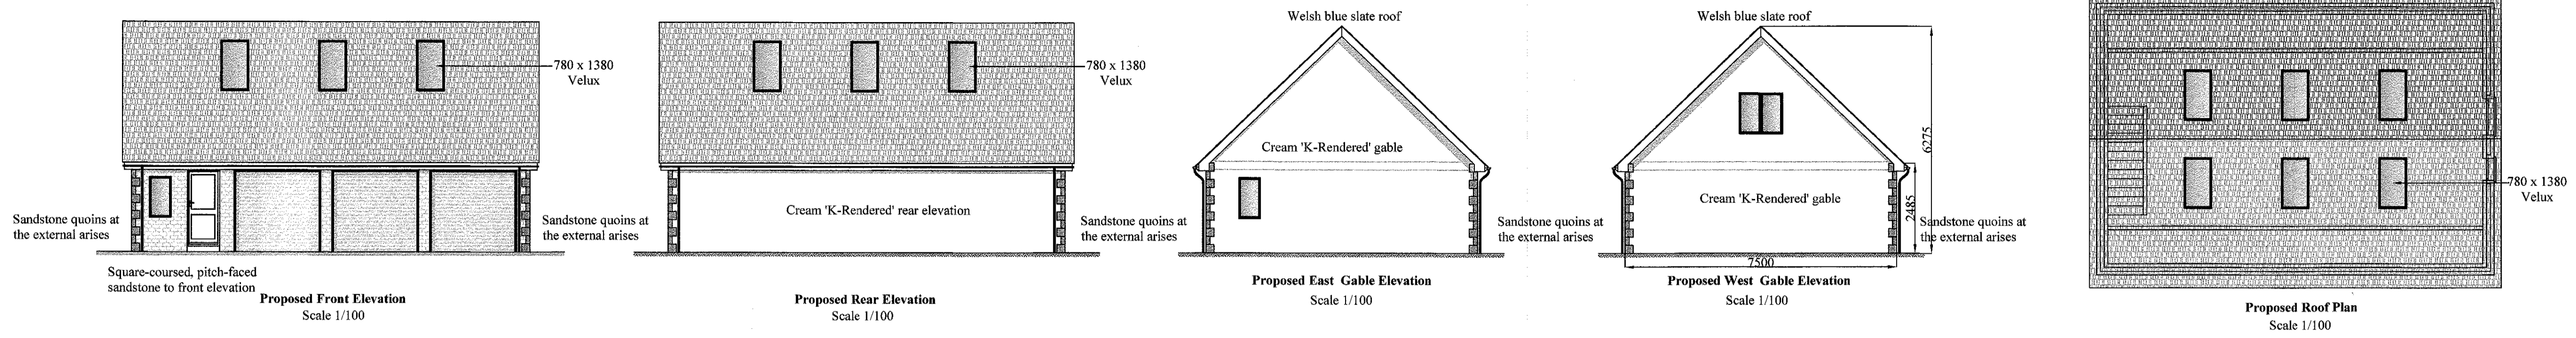 780 x 1380
Velux
Sandstone quoins at
the external arises
Sandstone quoins at
the external arises
Square-coursed, pitch-faced
sandstone to front elevation
Proposed Front Elevation
Scale 1/100
780 x 1380
Velux
Cream 'K-Rendered' rear elevation
Proposed Rear Elevation
Scale 1/100
Welsh blue slate roof
Cream 'K-Rendered' gable
Sandstone quoins at
the external arises
Sandstone quoins at
the external arises
Proposed East Gable Elevation
Scale 1/100
Welsh blue slate roof
Cream 'K-Rendered' gable
6275
2485
Sandstone quoins at
the external arises
7500
Proposed West Gable Elevation
Scale 1/100
780 x 1380
Velux
Proposed Roof Plan
Scale 1/100